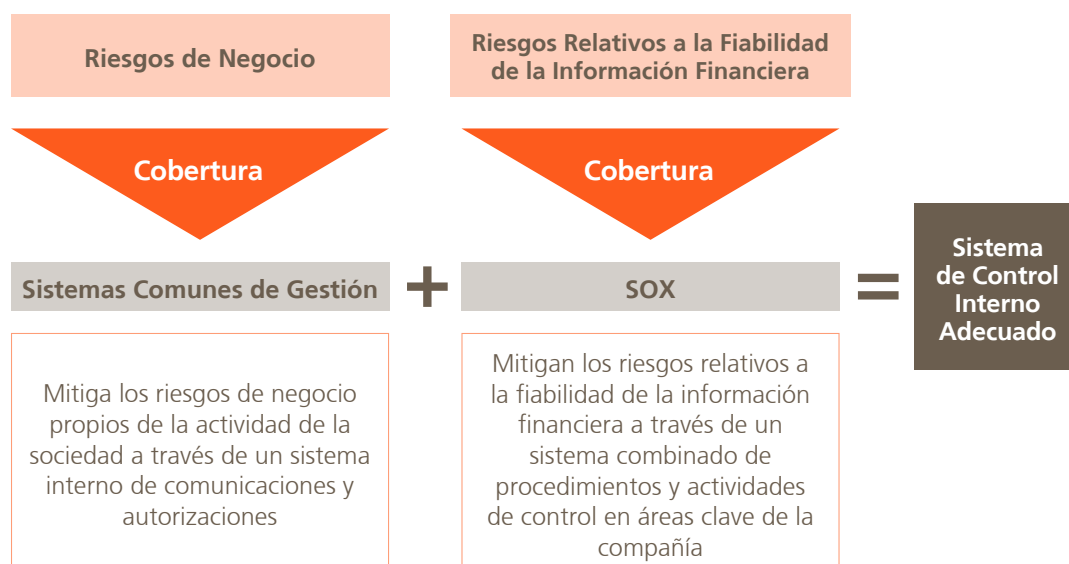 Riesgos de Negocio
Riesgos Relativos a la Fiabilidad
de la Información Financiera
Cobertura
Cobertura
Sistemas Comunes de Gestión
+
SOX
=
Sistema
de Control
Interno
Adecuado
Mitiga los riesgos de negocio
propios de la actividad de la
sociedad a través de un sistema
interno de comunicaciones y
autorizaciones
Mitigan los riesgos relativos a
la fiabilidad de la información
financiera a través de un
sistema combinado de
procedimientos y actividades
de control en áreas clave de la
compañía